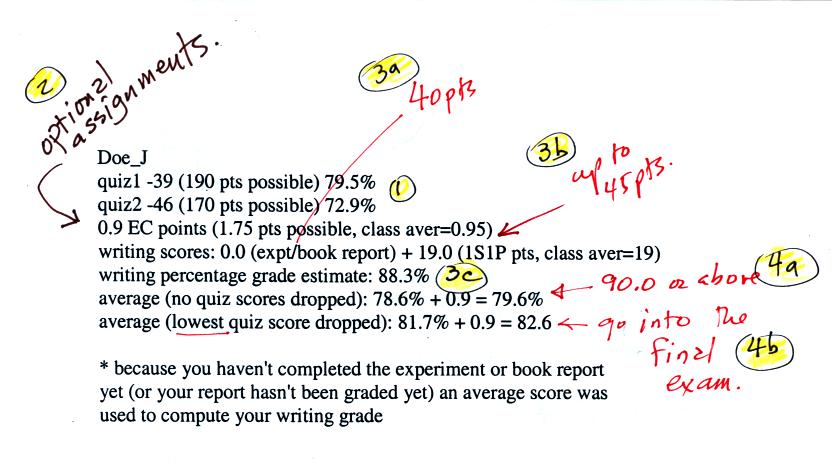 2
optional
assignments.
3a
40pts
Doe_J
3b
up to
45pts.
quiz1 -39 (190 pts possible) 79.5%
1
quiz2 -46 (170 pts possible) 72.9%
0.9 EC points (1.75 pts possible, class aver=0.95)
writing scores: 0.0 (expt/book report) + 19.0 (1S1P pts, class aver=19)
writing percentage grade estimate: 88.3%
3c
average (no quiz scores dropped): 78.6% + 0.9 = 79.6%
90.0 or above
4a
average (lowest quiz score dropped): 81.7% + 0.9 = 82.6
go into the
final
exam.
4b
* because you haven't completed the experiment or book report
yet (or your report hasn't been graded yet) an average score was
used to compute your writing grade